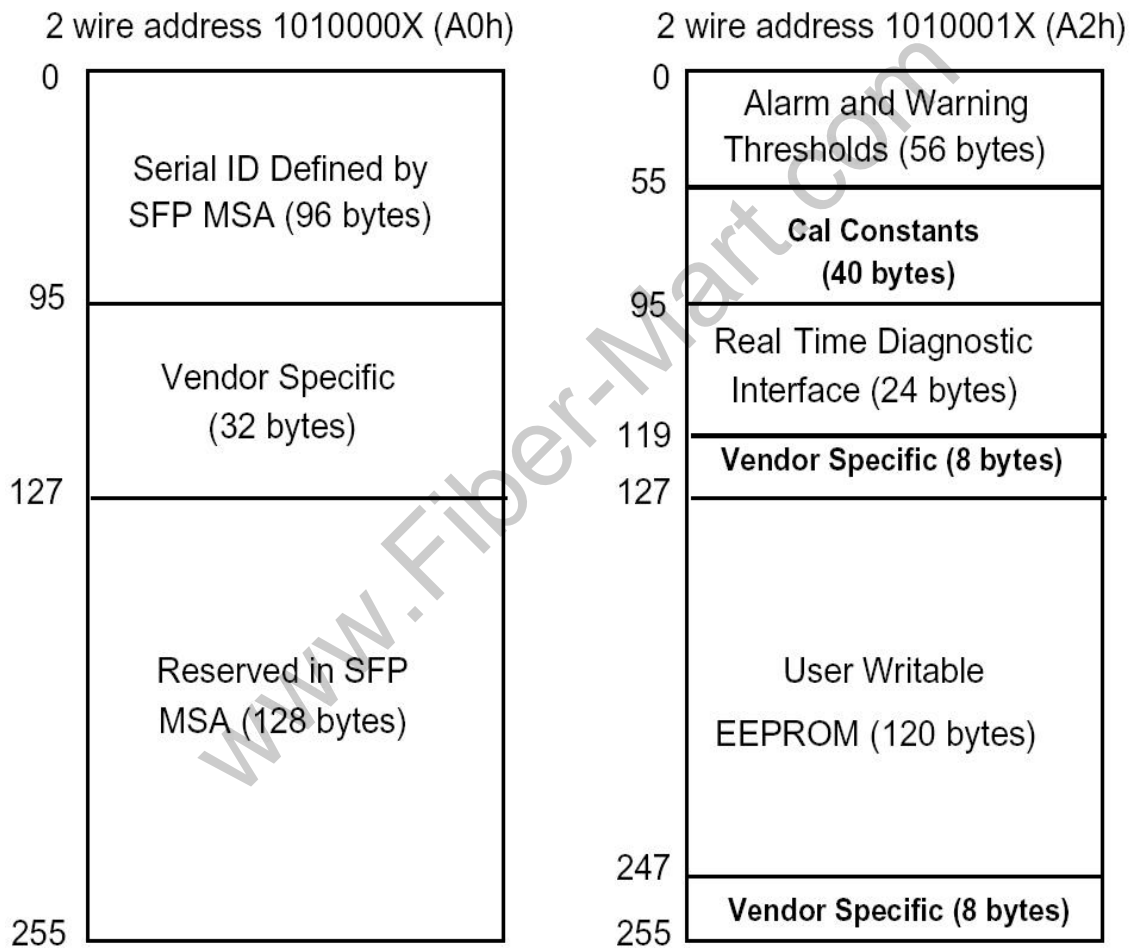 2 wire address 1010000X (A0h)
0
Serial ID Defined by
SFP MSA (96 bytes)
95
Vendor Specific
(32 bytes)
127
Reserved in SFP
MSA (128 bytes)
255
2 wire address 1010001X (A2h)
0
Alarm and Warning
Thresholds (56 bytes)
55
Cal Constants
(40 bytes)
95
Real Time Diagnostic
Interface (24 bytes)
119
Vendor Specific (8 bytes)
127
User Writable
EEPROM (120 bytes)
247
Vendor Specific (8 bytes)
255
www.Fiber-Mart.com